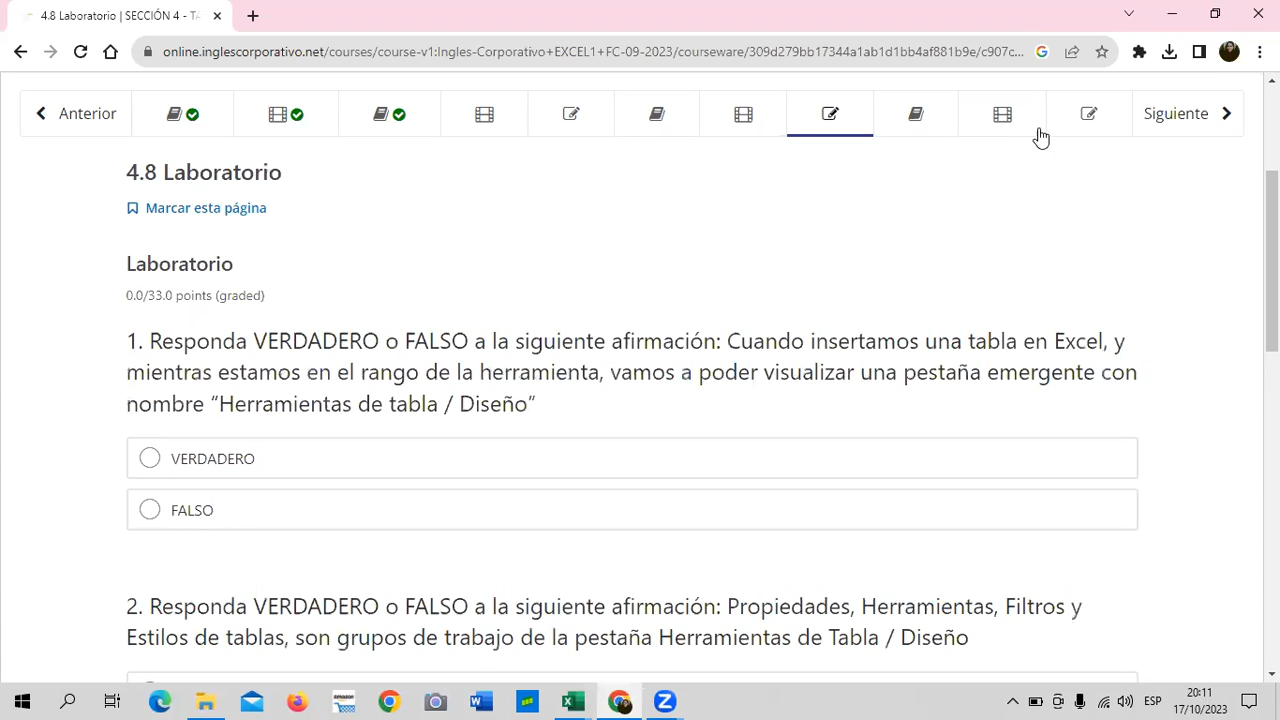 4.8 Laboratorio | SECCIÓN 4 - TA
online.inglescorporativo.net/courses/course-v1:Ingles-Corporativo+EXCEL1+FC-09-2023/courseware/309d279bb17344a1ab1d1bb4af881b9e/c907c...
Anterior
Siguiente
4.8 Laboratorio
Marcar esta página
Laboratorio
0.0/33.0 points (graded)
1. Responda VERDADERO o FALSO a la siguiente afirmación: Cuando insertamos una tabla en Excel, y
mientras estamos en el rango de la herramienta, vamos a poder visualizar una pestaña emergente con
nombre “Herramientas de tabla / Diseño”
VERDADERO
FALSO
2. Responda VERDADERO o FALSO a la siguiente afirmación: Propiedades, Herramientas, Filtros y
Estilos de tablas, son grupos de trabajo de la pestaña Herramientas de Tabla / Diseño
ESP
20:11
17/10/2023